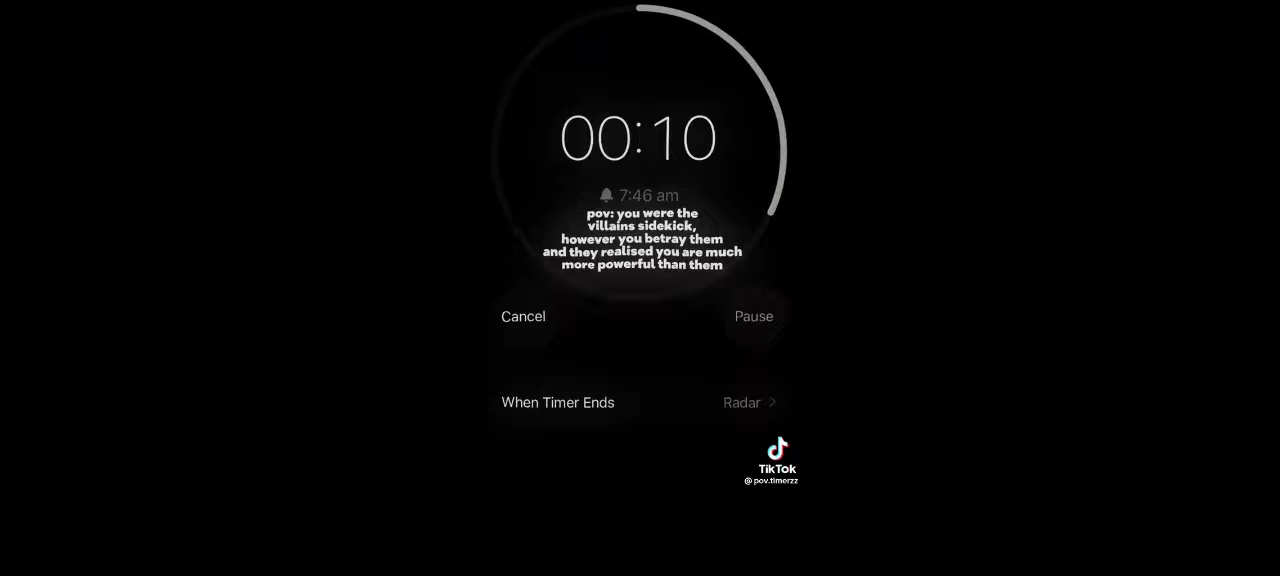 00:10
7:46 am
pov: you were the
villains sidekick,
however you betray them
and they realised you are much
more powerful than them
Cancel
Pause
When Timer Ends
Radar
TikTok
@ pov.timerzz